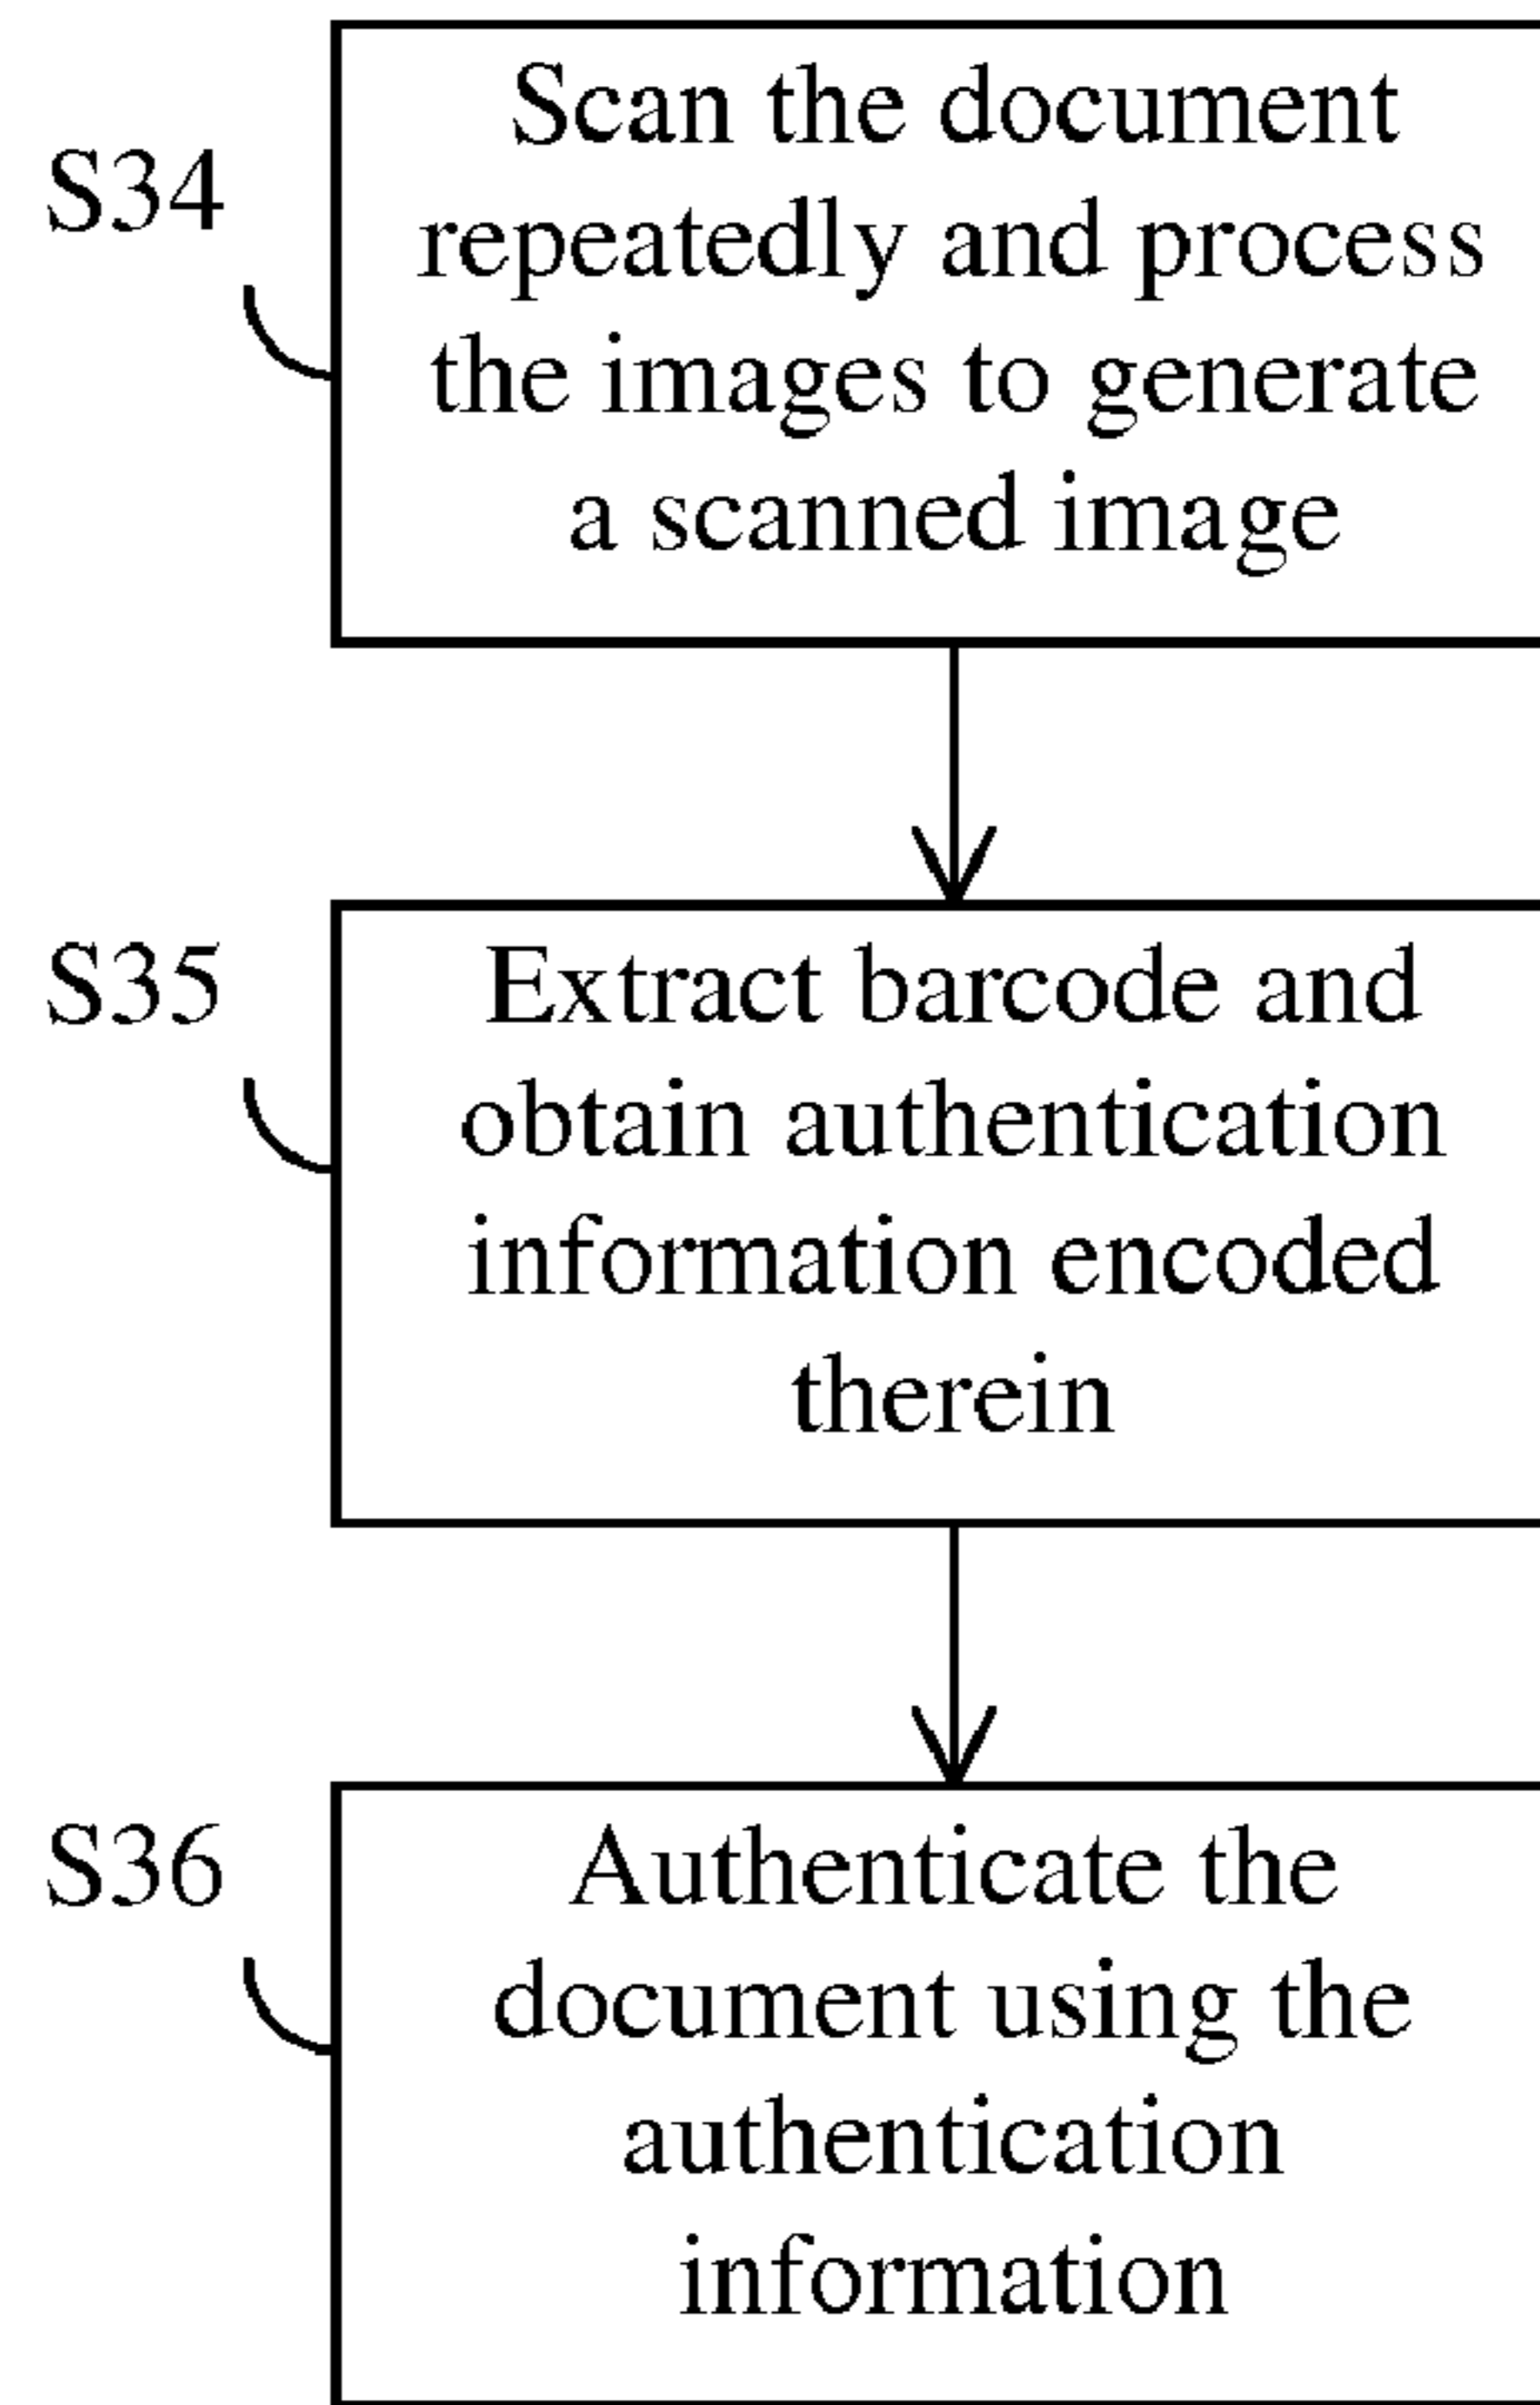 S34
Scan the document
repeatedly and process
the images to generate
a scanned image
S35
Extract barcode and
obtain authentication
information encoded
therein
S36
Authenticate the
document using the
authentication
information